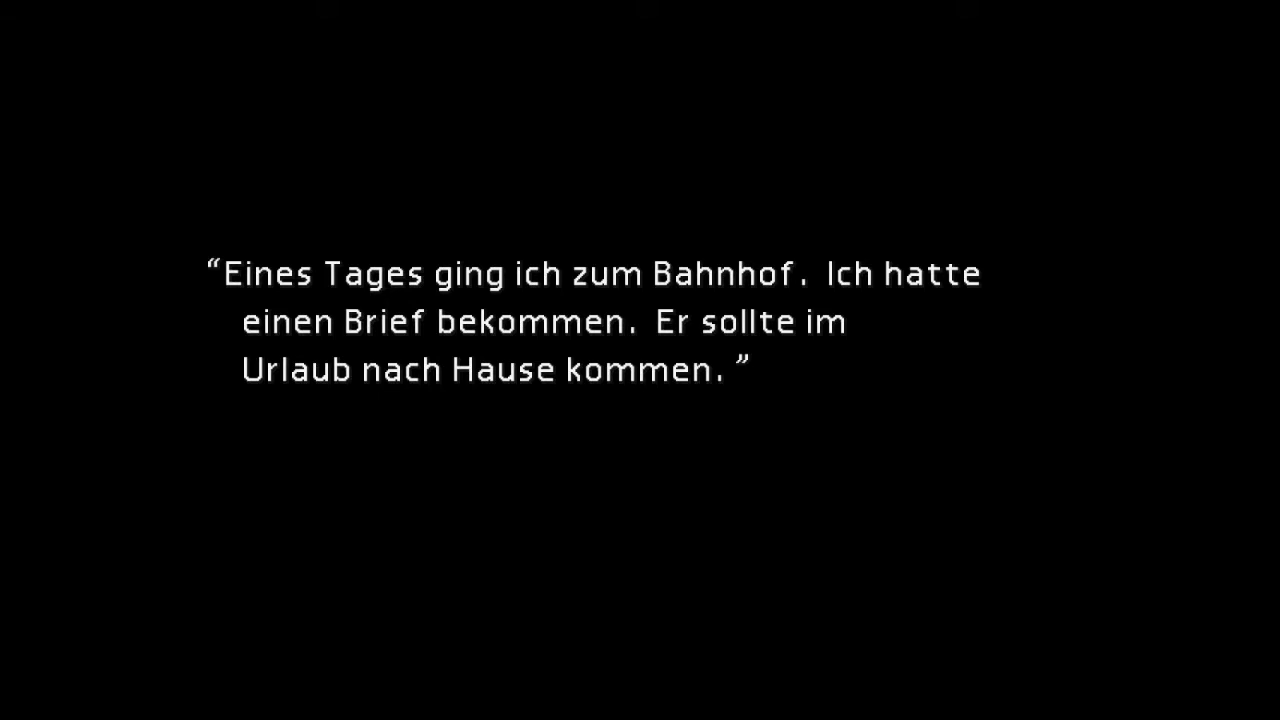 “Eines Tages ging ich zum Bahnhof. Ich hatte
einen Brief bekommen. Er sollte im
Urlaub nach Hause kommen.”